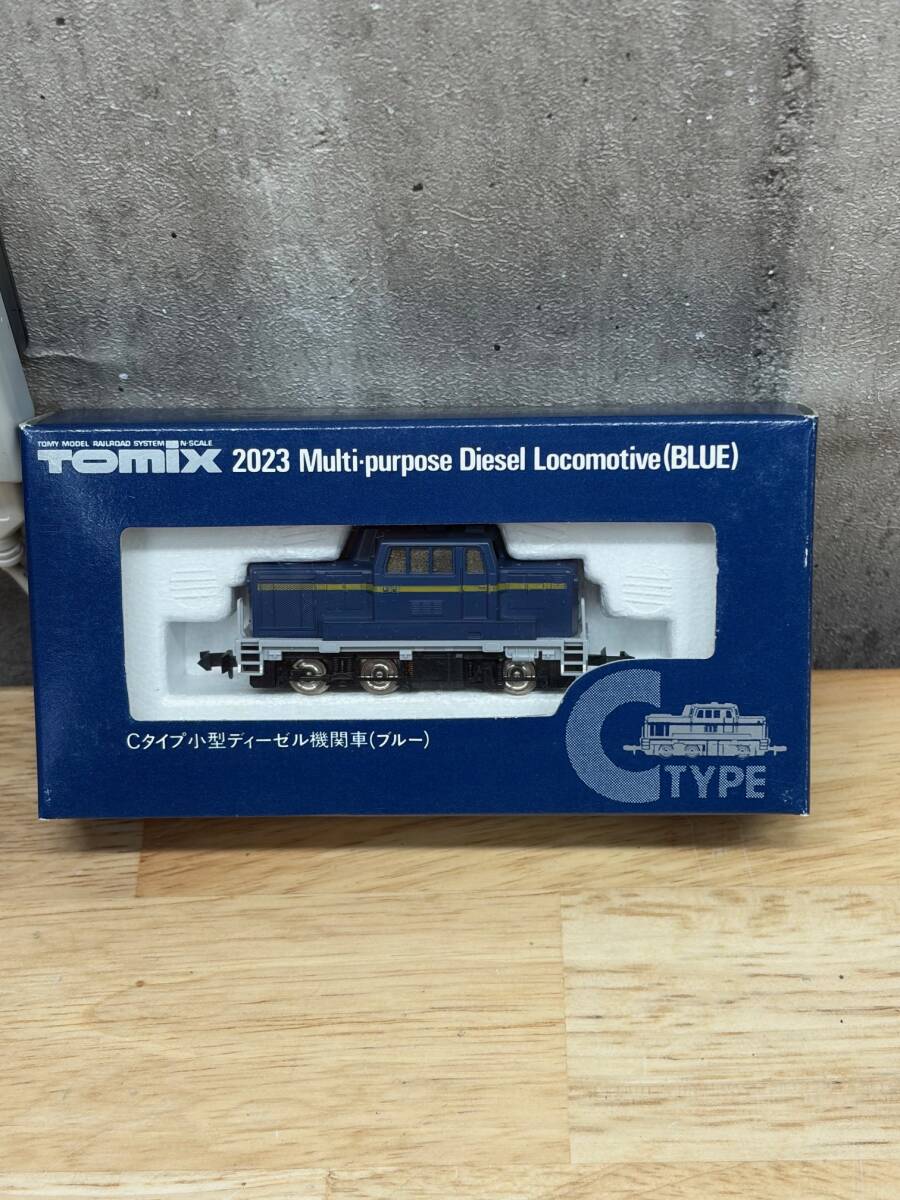 TOMY MODEL RAILROAD SYSTEM N-SCALE
TOMIX 2023 Multi-purpose Diesel Locomotive(BLUE)
Cタイプ小型ディーゼル機関車(ブルー)
C TYPE